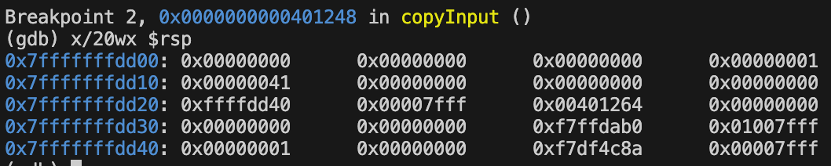 Breakpoint 2, 0x0000000000401248 in copyInput ()
(gdb) x/20wx $rsp
0x7fffffffdd00: 0x00000000 0x00000000 0x00000000 0x00000001
0x7fffffffdd10: 0x00000041 0x00000000 0x00000000 0x00000000
0x7fffffffdd20: 0xffffdd40 0x00007fff 0x00401264 0x00000000
0x7fffffffdd30: 0x00000000 0x00000000 0xf7ffdab0 0x01007fff
0x7fffffffdd40: 0x00000001 0x00000000 0xf7df4c8a 0x00007fff